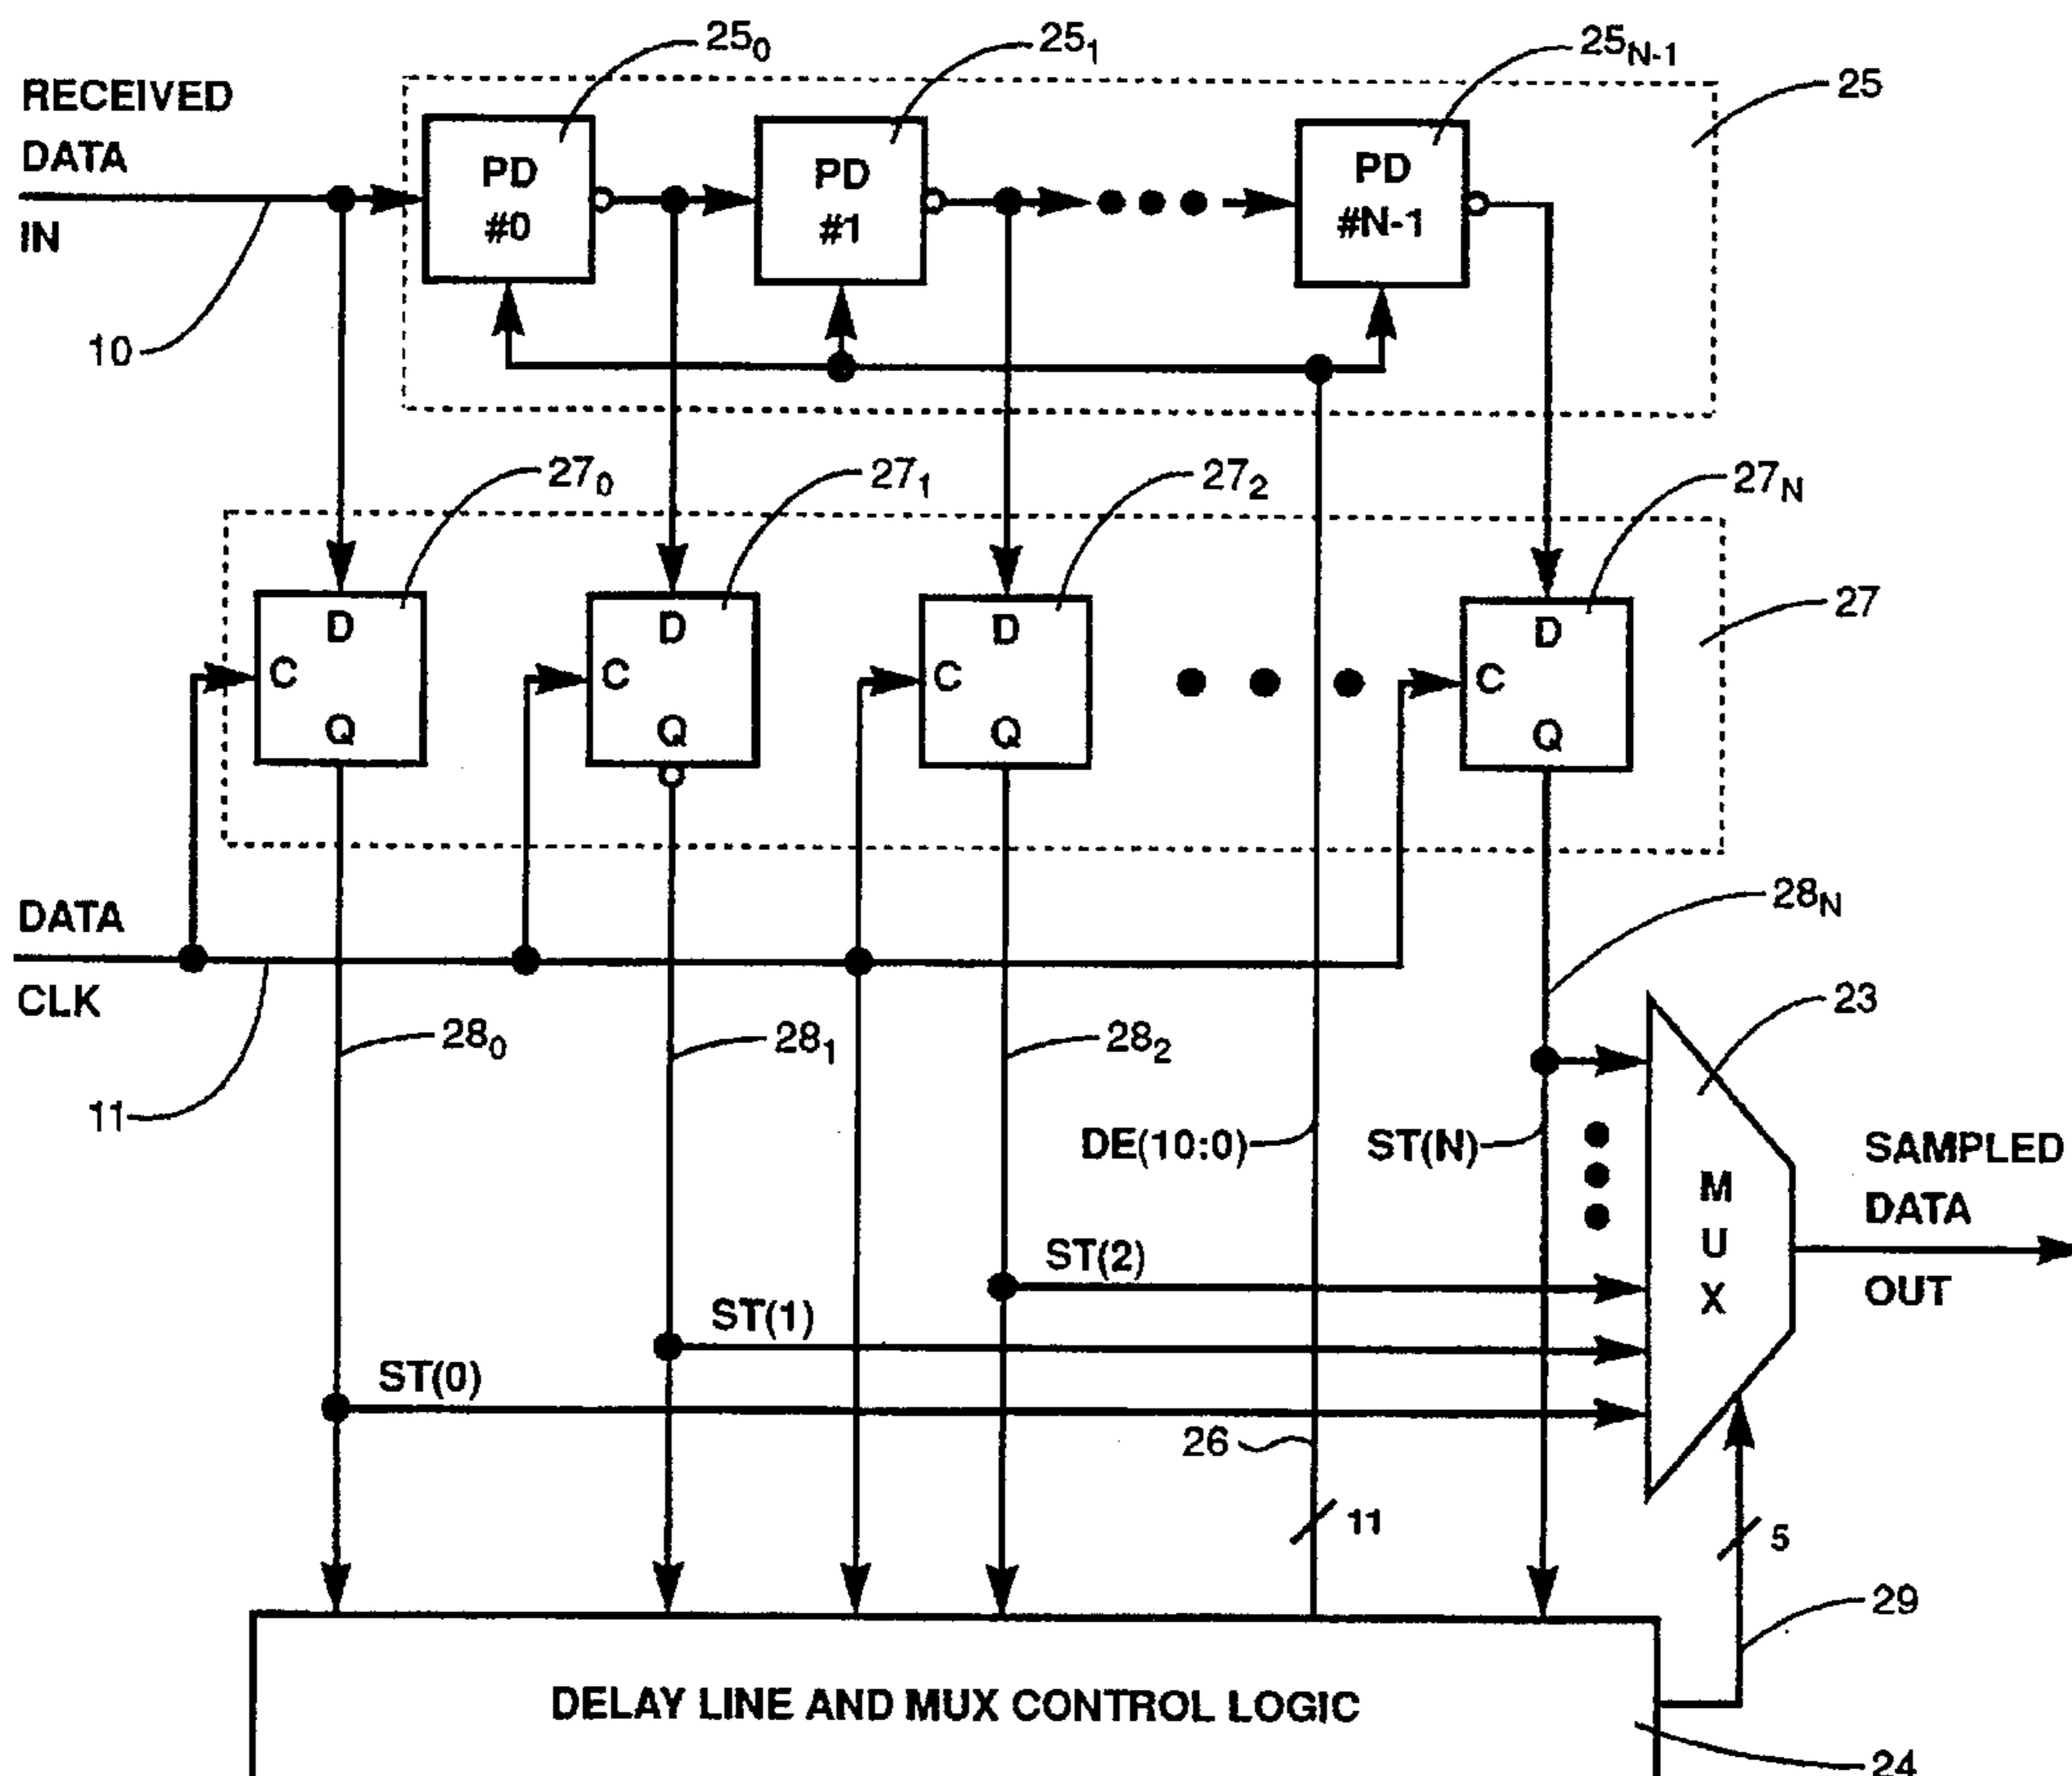 25₀
25₁
25N-1
25
RECEIVED
DATA
IN
PD
#0
PD
#1
PD
#N-1
10
27₀
27₁
27₂
27N
27
D
C
Q
D
C
Q
D
C
Q
D
C
Q
DATA
CLK
11
28₀
28₁
28₂
28N
23
DE(10:0)
ST(N)
MUX
SAMPLED
DATA
OUT
ST(2)
ST(1)
ST(0)
26
11
5
29
DELAY LINE AND MUX CONTROL LOGIC
24